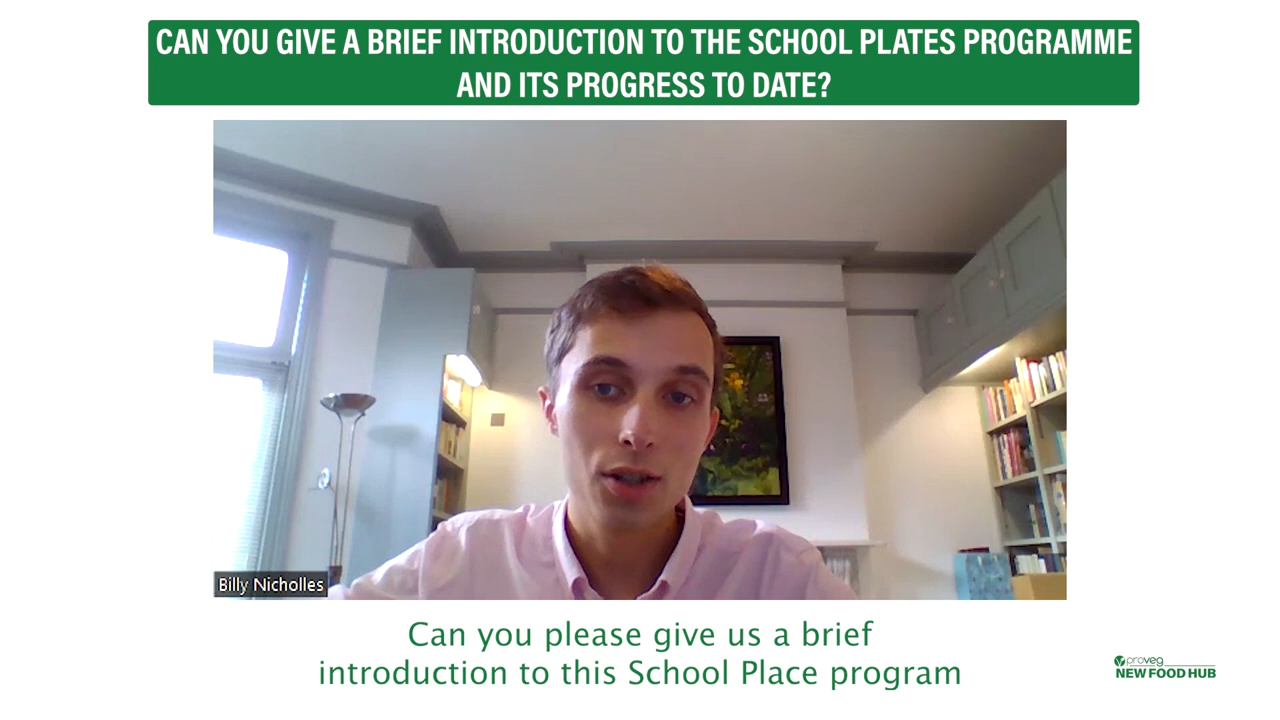 CAN YOU GIVE A BRIEF INTRODUCTION TO THE SCHOOL PLATES PROGRAMME
AND ITS PROGRESS TO DATE?
Billy Nicholles
Can you please give us a brief
introduction to this School Place program
proveg
NEW FOOD HUB